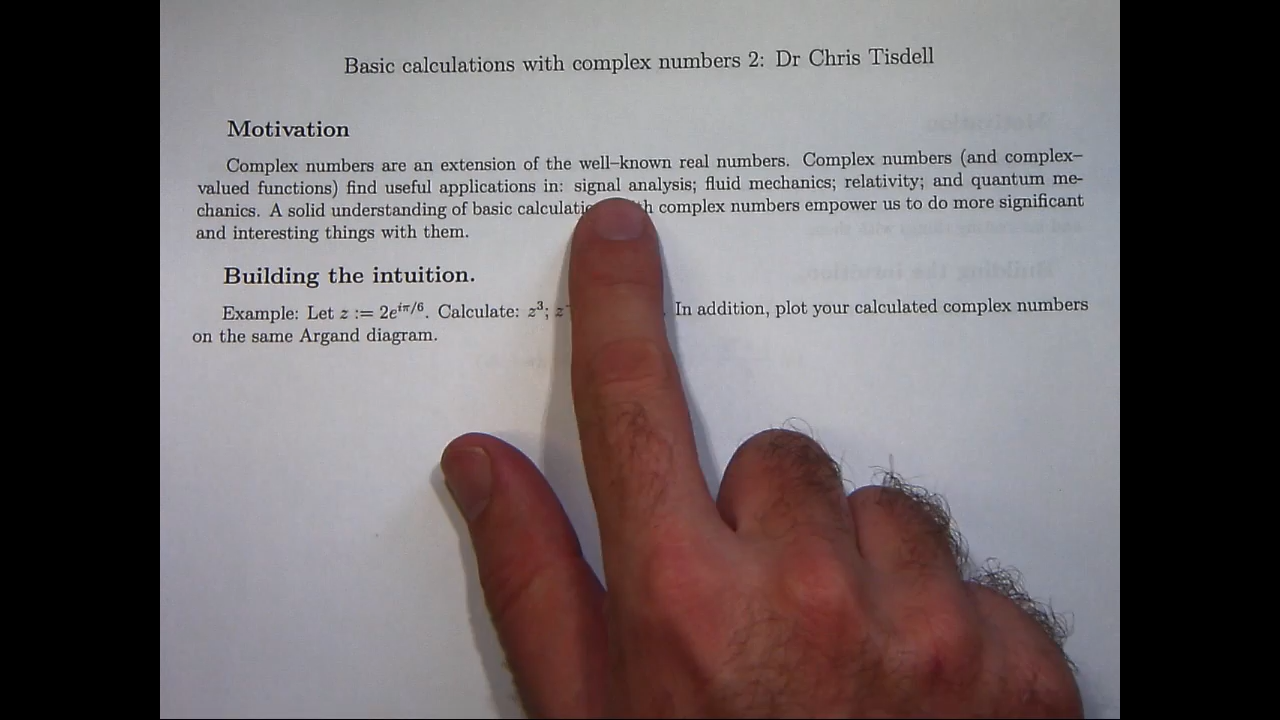 Basic calculations with complex numbers 2: Dr Chris Tisdell
Motivation
Complex numbers are an extension of the well–known real numbers. Complex numbers (and complex–
valued functions) find useful applications in: signal analysis; fluid mechanics; relativity; and quantum me-
chanics. A solid understanding of basic complex numbers empower us to do more significant
and interesting things with them.
Building the intuition.
Example: Let z := 2e^{iπ/6}. Calculate: z³; In addition, plot your calculated complex numbers
on the same Argand diagram.